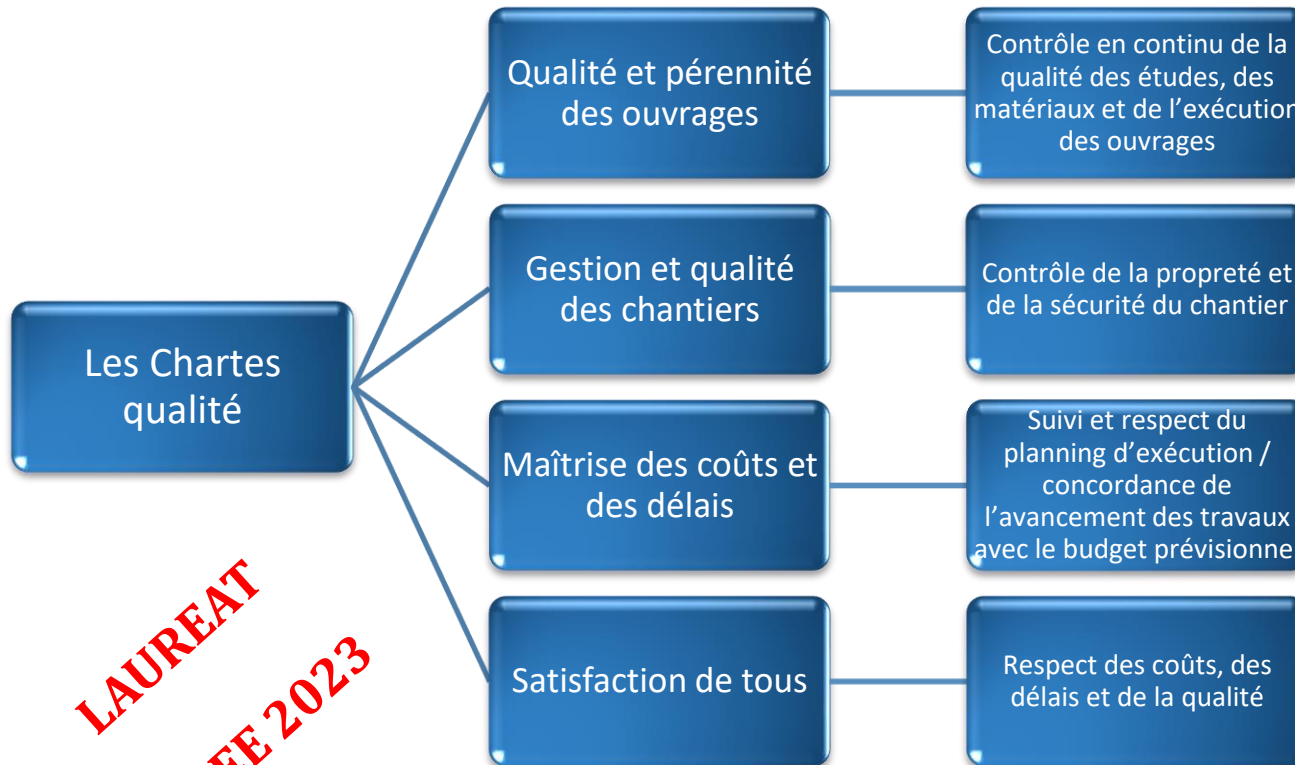 Les Chartes
qualité
Qualité et pérennité
des ouvrages
Contrôle en continu de la
qualité des études, des
matériaux et de l’exécution
des ouvrages
Gestion et qualité
des chantiers
Contrôle de la propreté et
de la sécurité du chantier
Maîtrise des coûts et
des délais
Suivi et respect du
planning d’exécution /
concordance de
l’avancement des travaux
avec le budget
Satisfaction de tous
Respect des coûts, des
délais et de la qualité
LAUREAT
2023